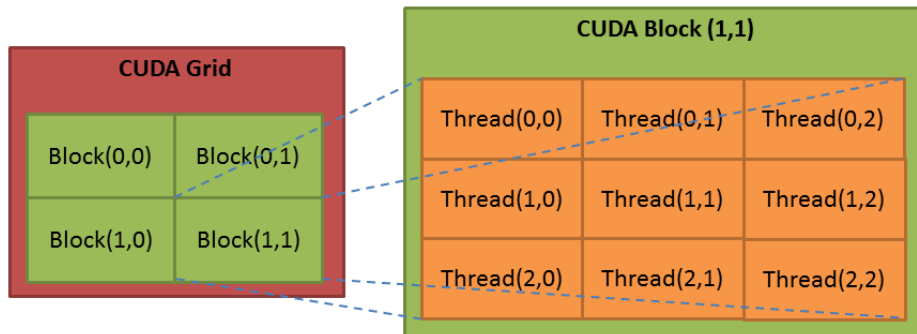 CUDA Grid
Block(0,0) Block(0,1)
Block(1,0) Block(1,1)
CUDA Block (1,1)
Thread(0,0) Thread(0,1) Thread(0,2)
Thread(1,0) Thread(1,1) Thread(1,2)
Thread(2,0) Thread(2,1) Thread(2,2)